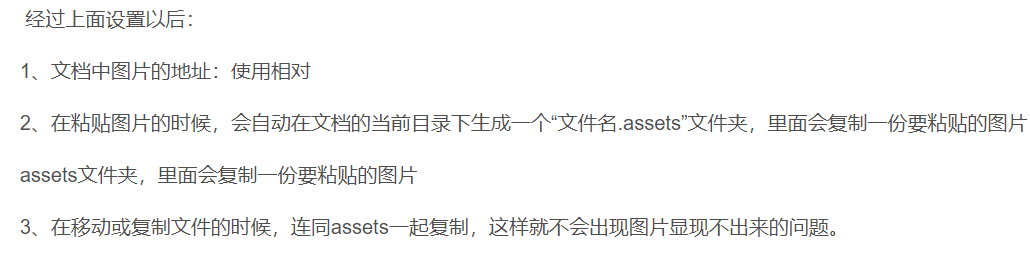 经过上面设置以后：
1、文档中图片的地址：使用相对
2、在粘贴图片的时候，会自动在文档的当前目录下生成一个“文件名.assets”文件夹，里面会复制一份要粘贴的图片
assets文件夹，里面会复制一份要粘贴的图片
3、在移动或复制文件的时候，连同assets一起复制，这样就不会出现图片显现不出来的问题。